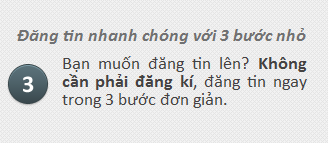 Đăng tin nhanh chóng với 3 bước nhỏ
3
Bạn muốn đăng tin lên? Không
cần phải đăng kí, đăng tin ngay
trong 3 bước đơn giản.